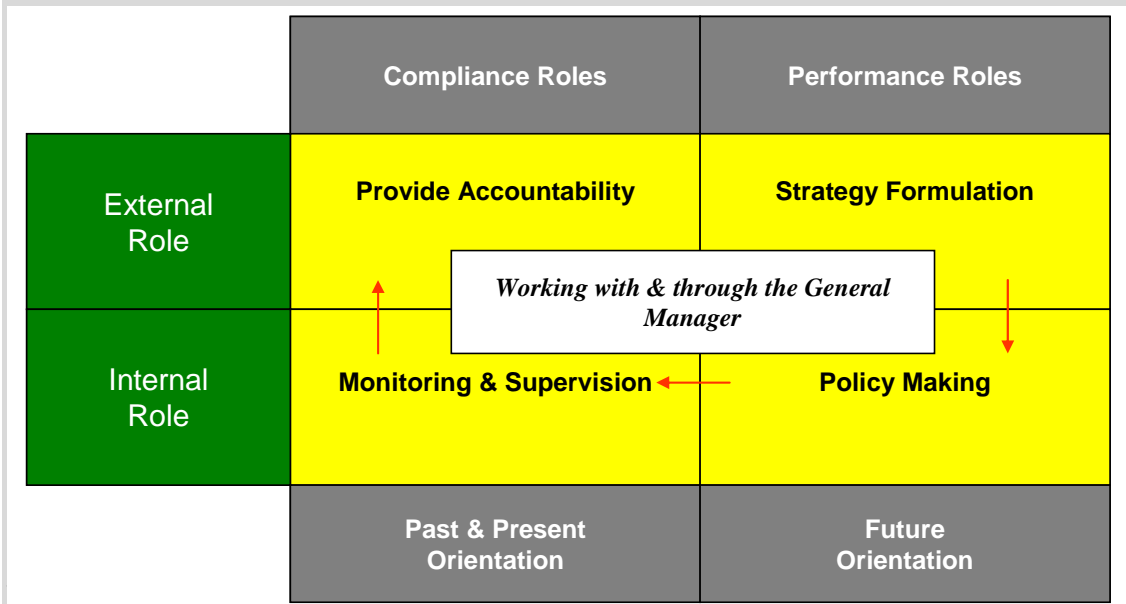 Compliance Roles
Performance Roles
External
Role
Provide Accountability
Strategy Formulation
Working with & through the General
Manager
Internal
Role
Monitoring & Supervision
Policy Making
Past & Present
Orientation
Future
Orientation